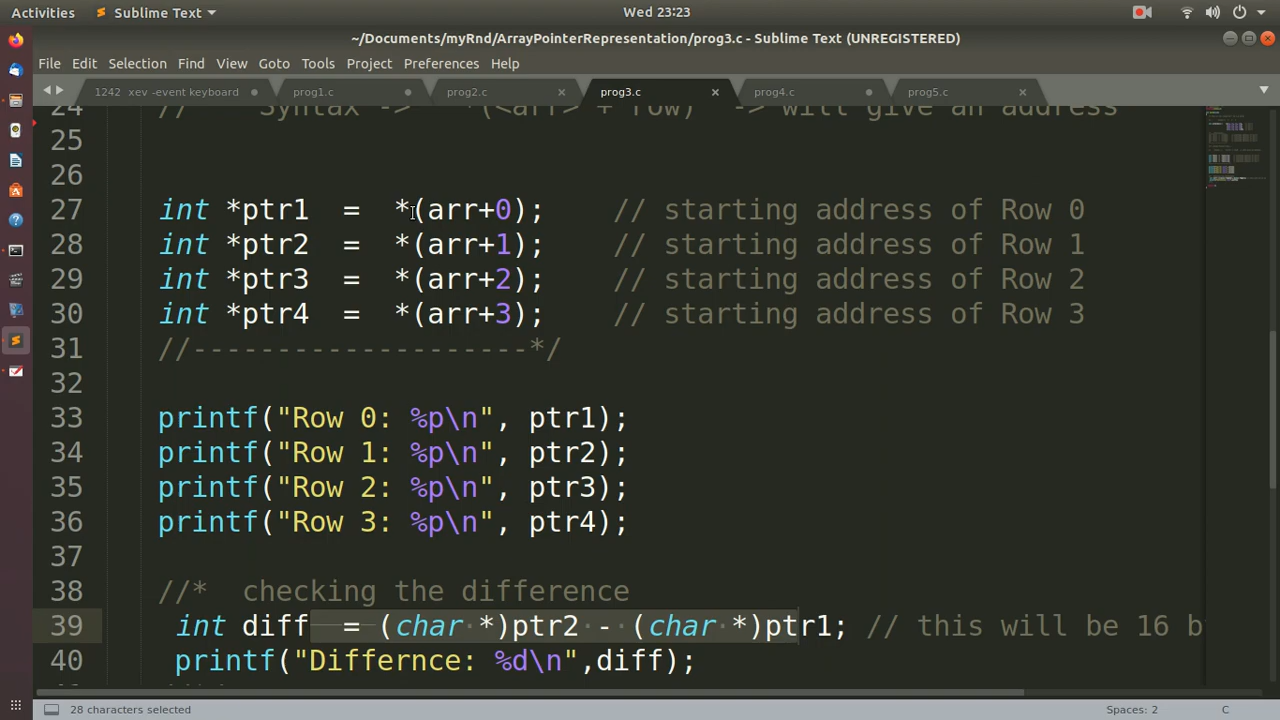 Activities Sublime Text Wed 23:23
~/Documents/myRnd/ArrayPointerRepresentation/prog3.c - Sublime Text (UNREGISTERED)
File Edit Selection Find View Goto Tools Project Preferences Help
1242 xev -event keyboard prog1.c prog2.c prog3.c prog4.c prog5.c
24 // Syntax -> *(<arr> + row) -> will give an address
25
26
27 int *ptr1 = *(arr+0); // starting address of Row 0
28 int *ptr2 = *(arr+1); // starting address of Row 1
29 int *ptr3 = *(arr+2); // starting address of Row 2
30 int *ptr4 = *(arr+3); // starting address of Row 3
31 //--------------------*/
32
33 printf("Row 0: %p\n", ptr1);
34 printf("Row 1: %p\n", ptr2);
35 printf("Row 2: %p\n", ptr3);
36 printf("Row 3: %p\n", ptr4);
37
38 //* checking the difference
39 int diff = (char *)ptr2 - (char *)ptr1; // this will be 16 b
40 printf("Differnce: %d\n",diff);
28 characters selected Spaces: 2 C